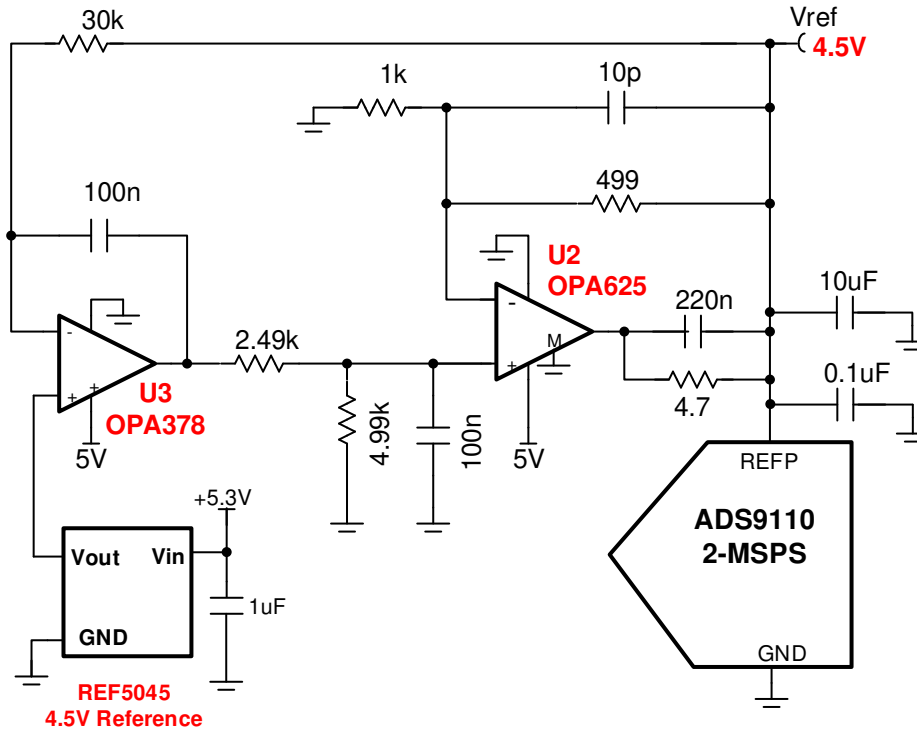 30k
Vref
4.5V
1k
10p
100n
499
U2
OPA625
-
+
M
5V
220n
4.7
10uF
0.1uF
2.49k
-
+
+
U3
OPA378
5V
4.99k
100n
+5.3V
Vout
Vin
GND
1uF
REF5045
4.5V Reference
REFP
ADS9110
2-MSPS
GND